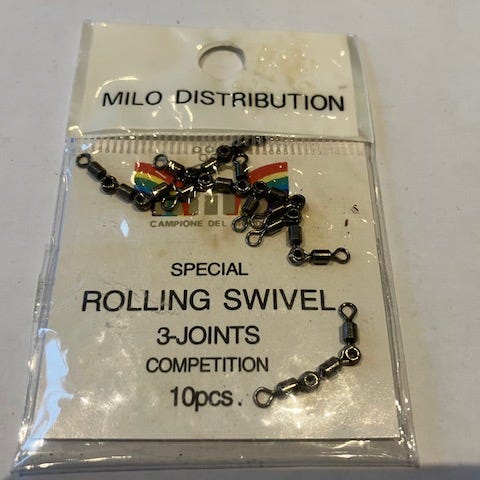 MILO DISTRIBUTION
CAMPIONE DEL
SPECIAL
ROLLING SWIVEL
3-JOINTS
COMPETITION
10pcs.